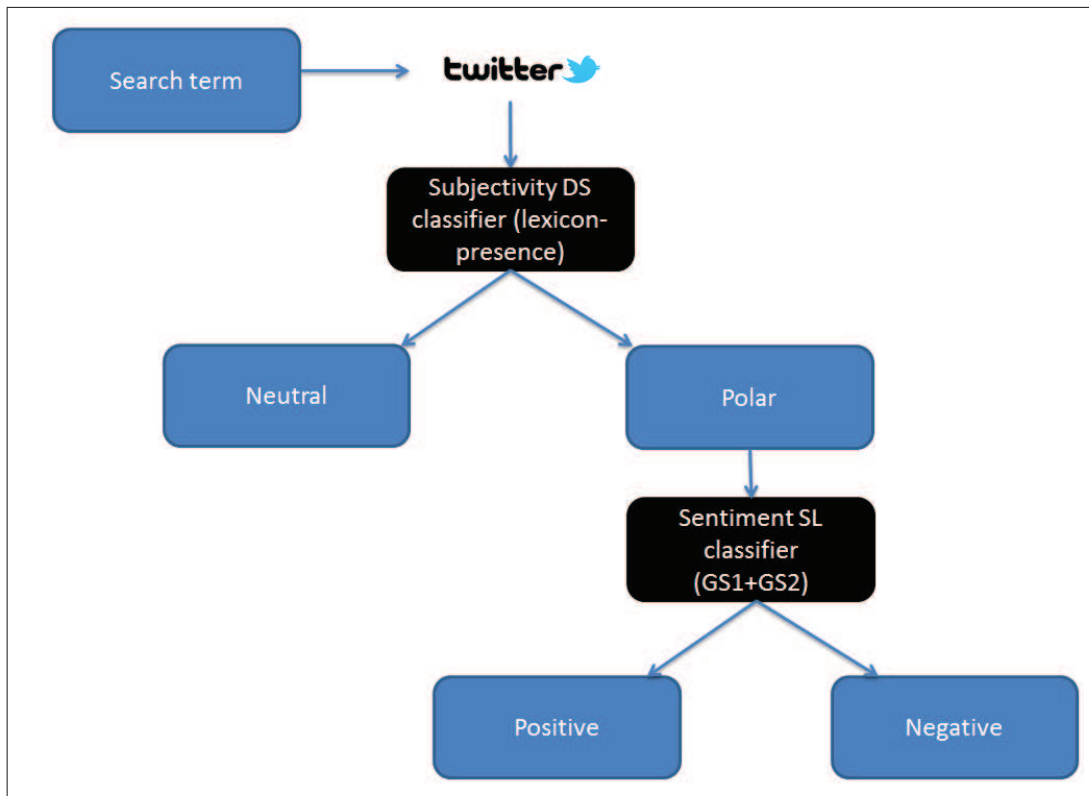 Search term
twitter
Subjectivity DS
classifier (lexicon-
presence)
Neutral
Polar
Sentiment SL
classifier
(GS1+GS2)
Positive
Negative